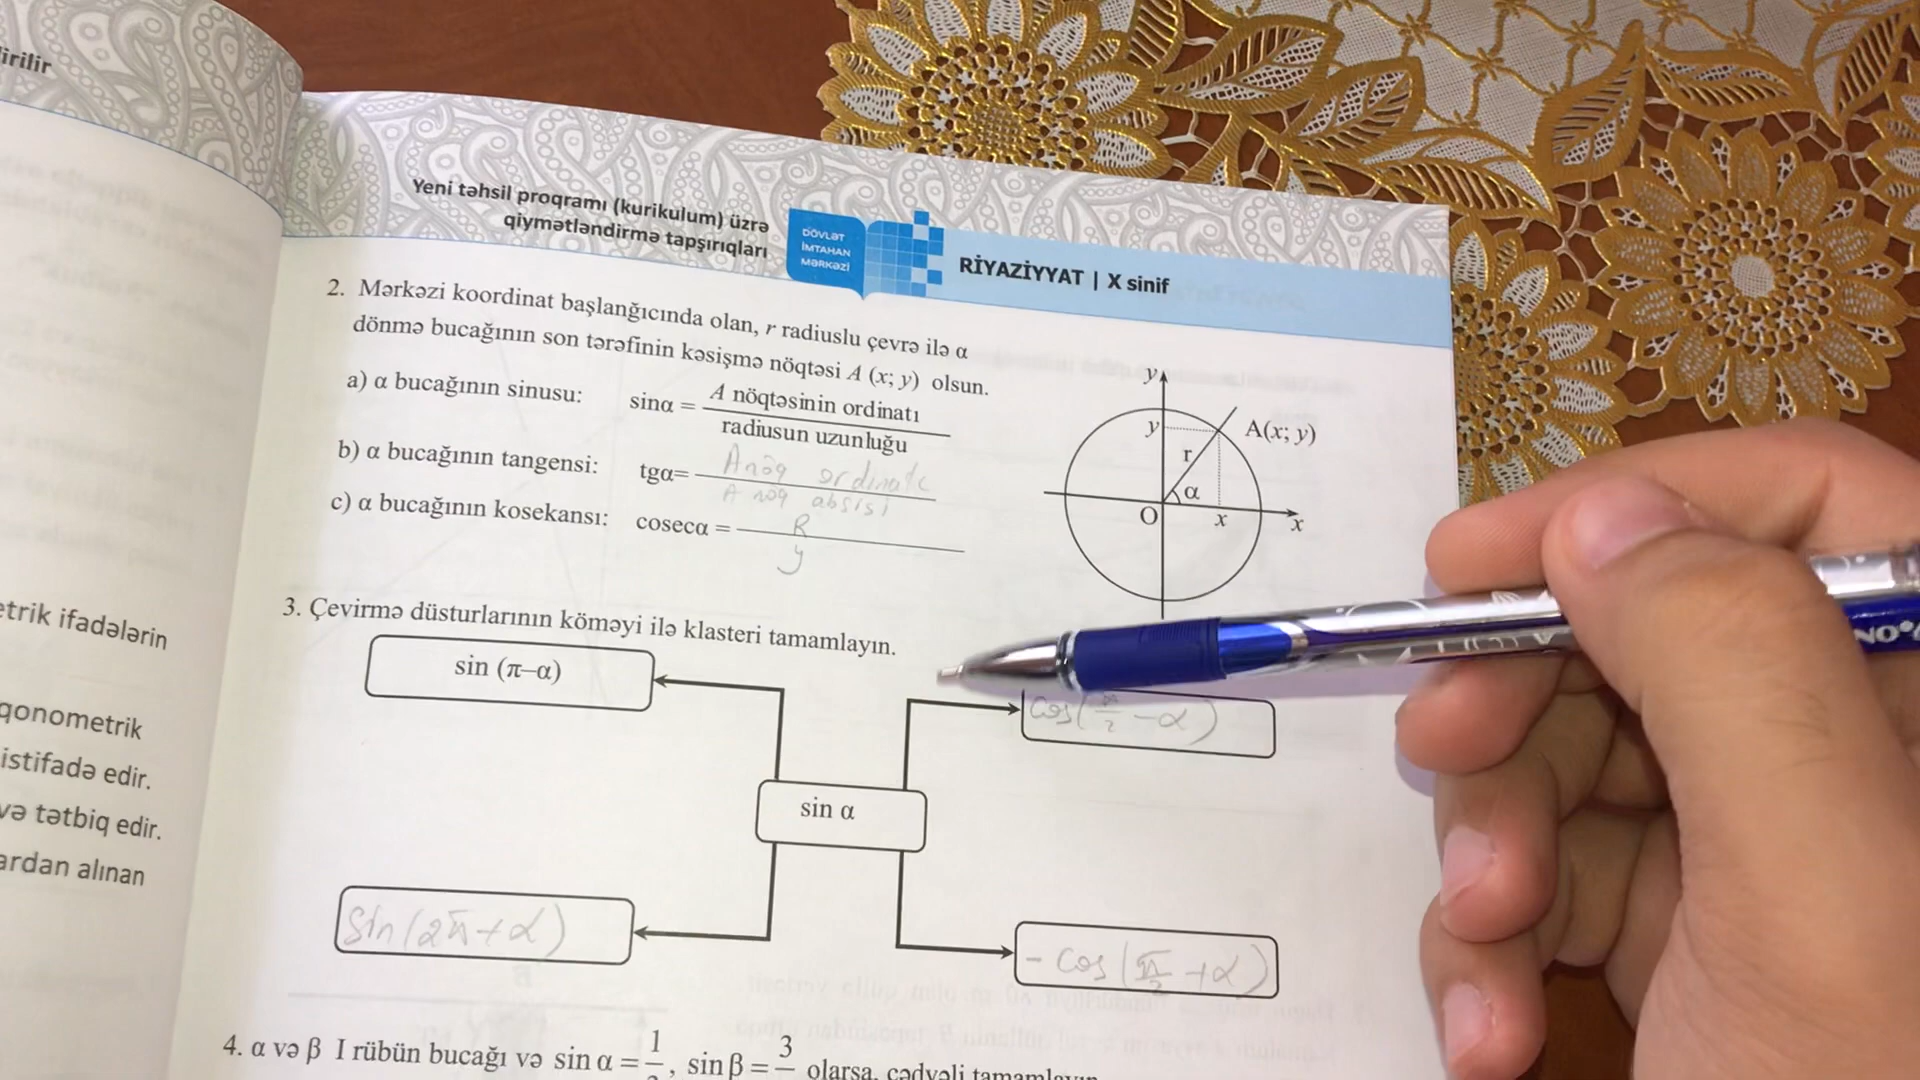 irilir
etrik ifadələrin
qonometrik
istifadə edir.
və tətbiq edir.
ardan alınan
Yeni təhsil proqramı (kurikulum) üzrə
qiymətləndirmə tapşırıqları
DÖVLƏT
İMTAHAN
MƏRKƏZİ
RİYAZİYYAT | X sinif
2. Mərkəzi koordinat başlanğıcında olan, r radiuslu çevrə ilə α
dönmə bucağının son tərəfinin kəsişmə nöqtəsi A (x; y) olsun.
a) α bucağının sinusu: sinα = A nöqtəsinin ordinatı
radiusun uzunluğu
b) α bucağının tangensi: tgα= A nöq ordinatı
A nöq absisi
c) α bucağının kosekansı: cosecα = R
y
y
y
A(x; y)
r
α
O
x
x
3. Çevirmə düsturlarının köməyi ilə klasteri tamamlayın.
sin (π–α)
cos(π/2 - α)
sin α
Sin(2π+α)
- cos(π/2 +α)
4. α və β I rübün bucağı və sin α = 1 , sin β = 3 olarsa, cədvəli tamamlayın